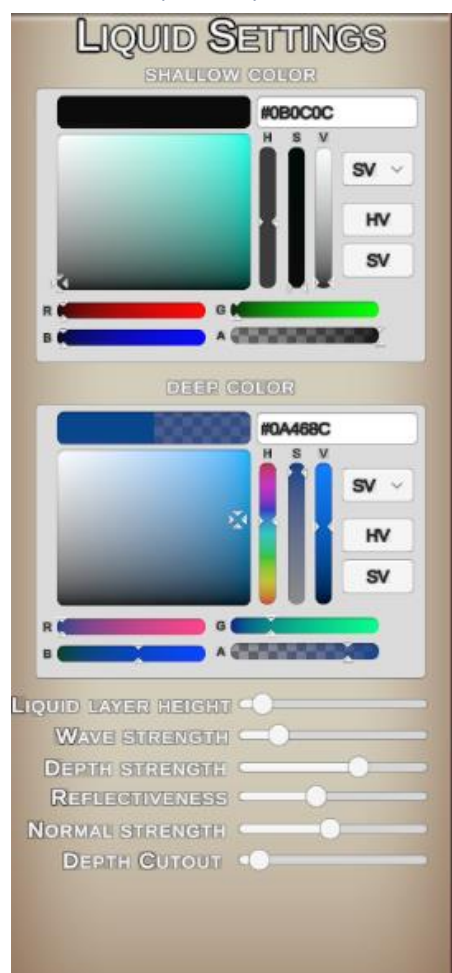 LIQUID SETTINGS
SHALLOW COLOR
#0B0C0C
H S V
SV
HV
SV
R G
B A
DEEP COLOR
#0A468C
H S V
SV
HV
SV
R G
B A
LIQUID LAYER HEIGHT
WAVE STRENGTH
DEPTH STRENGTH
REFLECTIVENESS
NORMAL STRENGTH
DEPTH CUTOUT